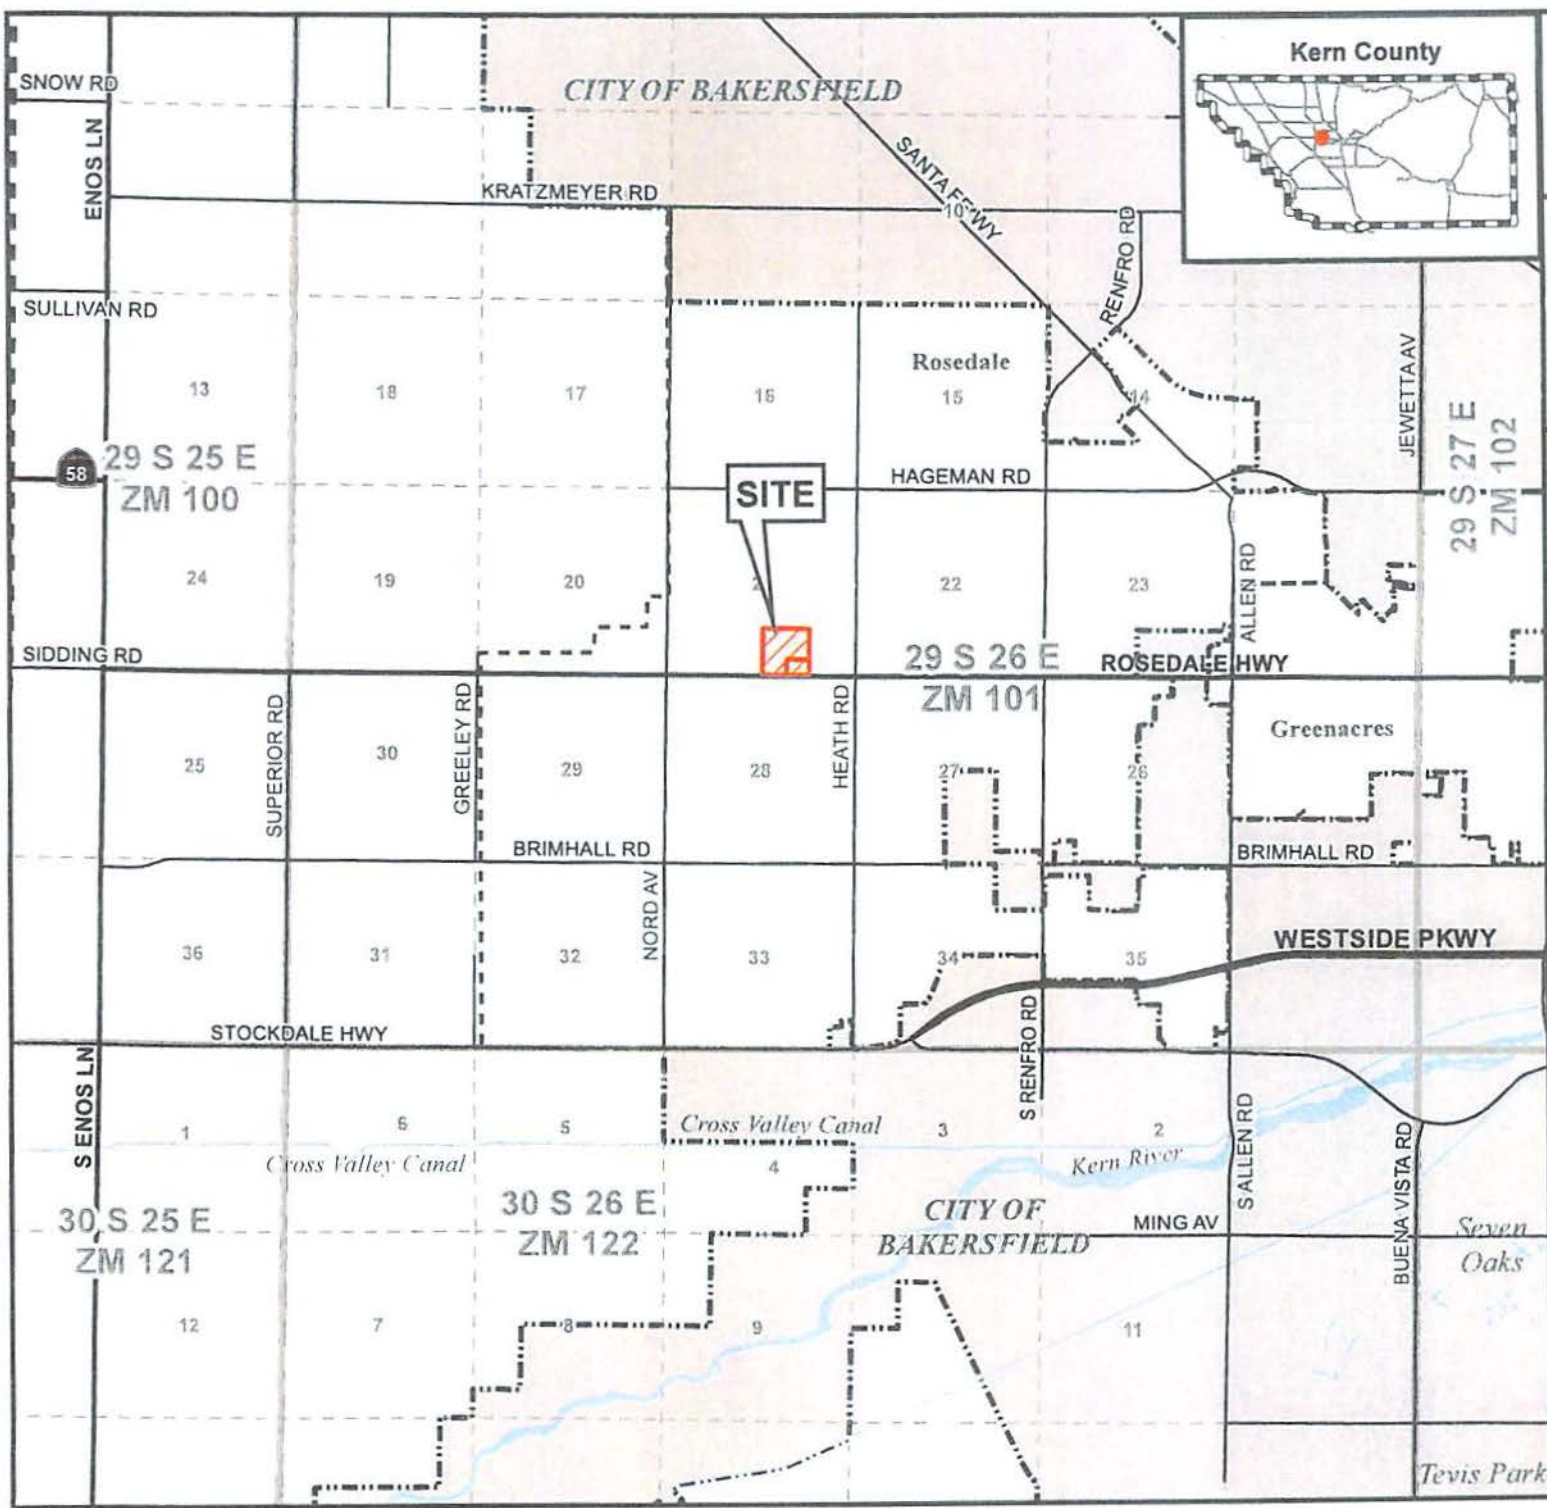 Kern County
SNOW RD
CITY OF BAKERSFIELD
ENOS LN
SANTA FE WY
KRATZMEYER RD
10
RENFRO RD
SULLIVAN RD
Rosedale
JEWETTA AV
13
18
17
16
15
14
58
29 S 25 E
ZM 100
29 S 27 E
ZM 102
HAGEMAN RD
SITE
ALLEN RD
24
19
20
22
23
SIDDING RD
29 S 26 E
ZM 101
ROSEDALE HWY
SUPERIOR RD
GREELEY RD
HEATH RD
Greenacres
25
30
29
28
27
26
BRIMHALL RD
BRIMHALL RD
NORD AV
WESTSIDE PKWY
36
31
32
33
34
35
STOCKDALE HWY
S RENFRO RD
S ENOS LN
1
6
5
Cross Valley Canal
3
2
S ALLEN RD
BUENA VISTA RD
Cross Valley Canal
4
Kern River
30 S 25 E
ZM 121
30 S 26 E
ZM 122
CITY OF
BAKERSFIELD
MING AV
Seven
Oaks
12
7
8
9
11
Tevis Park